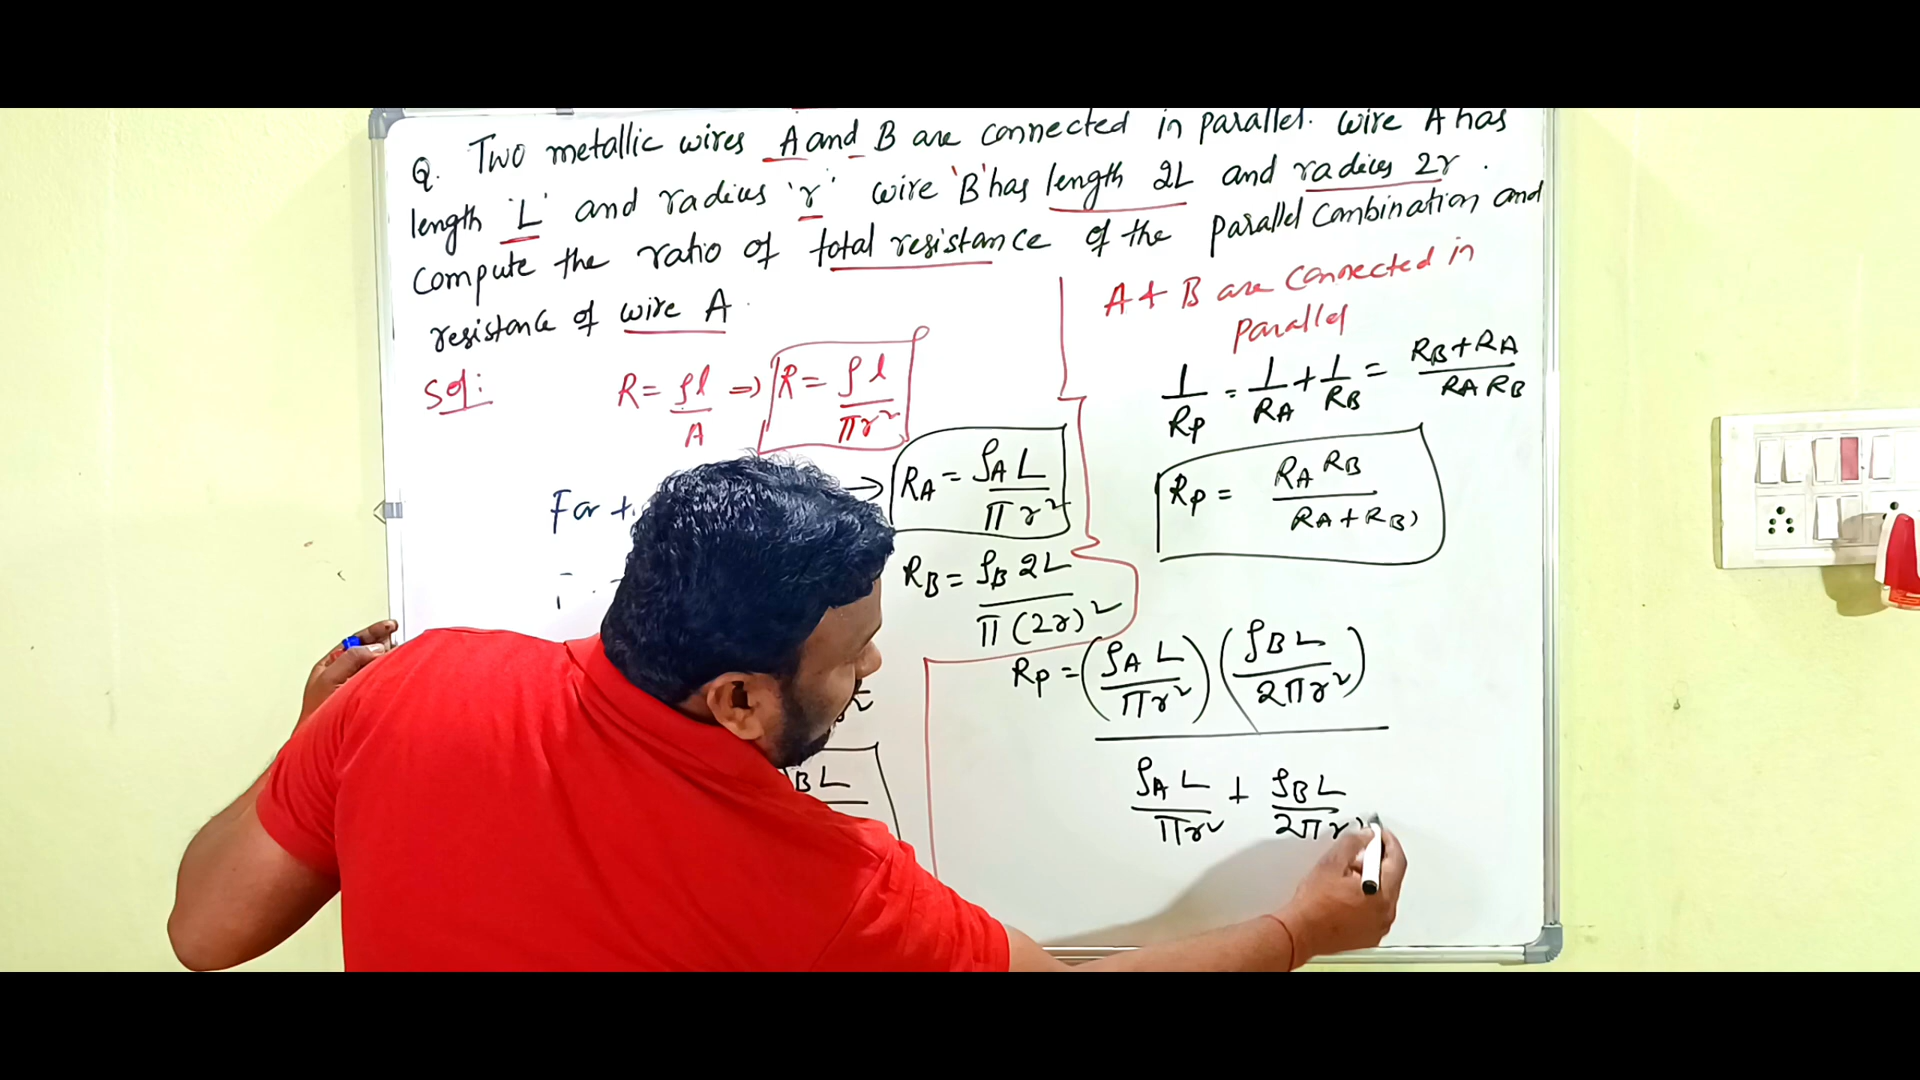 Q. Two metallic wires A and B are connected in parallel. wire A has
length 'L' and radius 'r' wire 'B' has length 2L and radius 2r.
Compute the ratio of total resistance of the parallel combination and
resistance of wire A.
Sol:
R = ρl/A ⇒ R = ρl/πr²
For
→ RA = ρA L/πr²
RB = ρB 2L/π(2r)²
B L
A + B are connected in
parallel
1/RP = 1/RA + 1/RB = RB + RA/RA RB
RP = RA RB/RA + RB)
RP = (ρA L/πr²)(ρB L/2πr²)
ρA L/πr² + ρB L/2πr